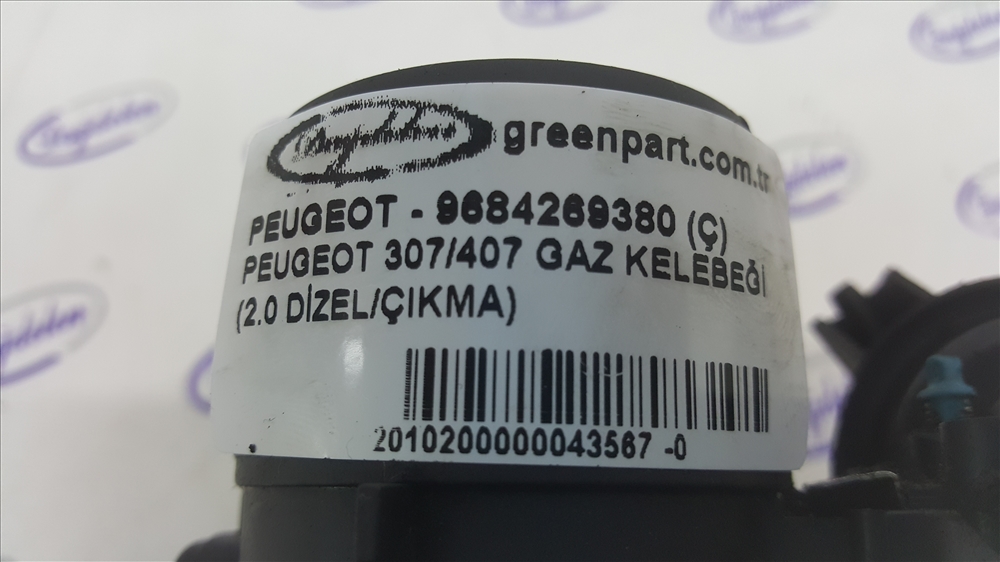 greenpart.com.tr
PEUGEOT - 9684269380 (Ç)
PEUGEOT 307/407 GAZ KELEBEĞİ
(2.0 DİZEL/ÇIKMA)
2010200000043567 -0